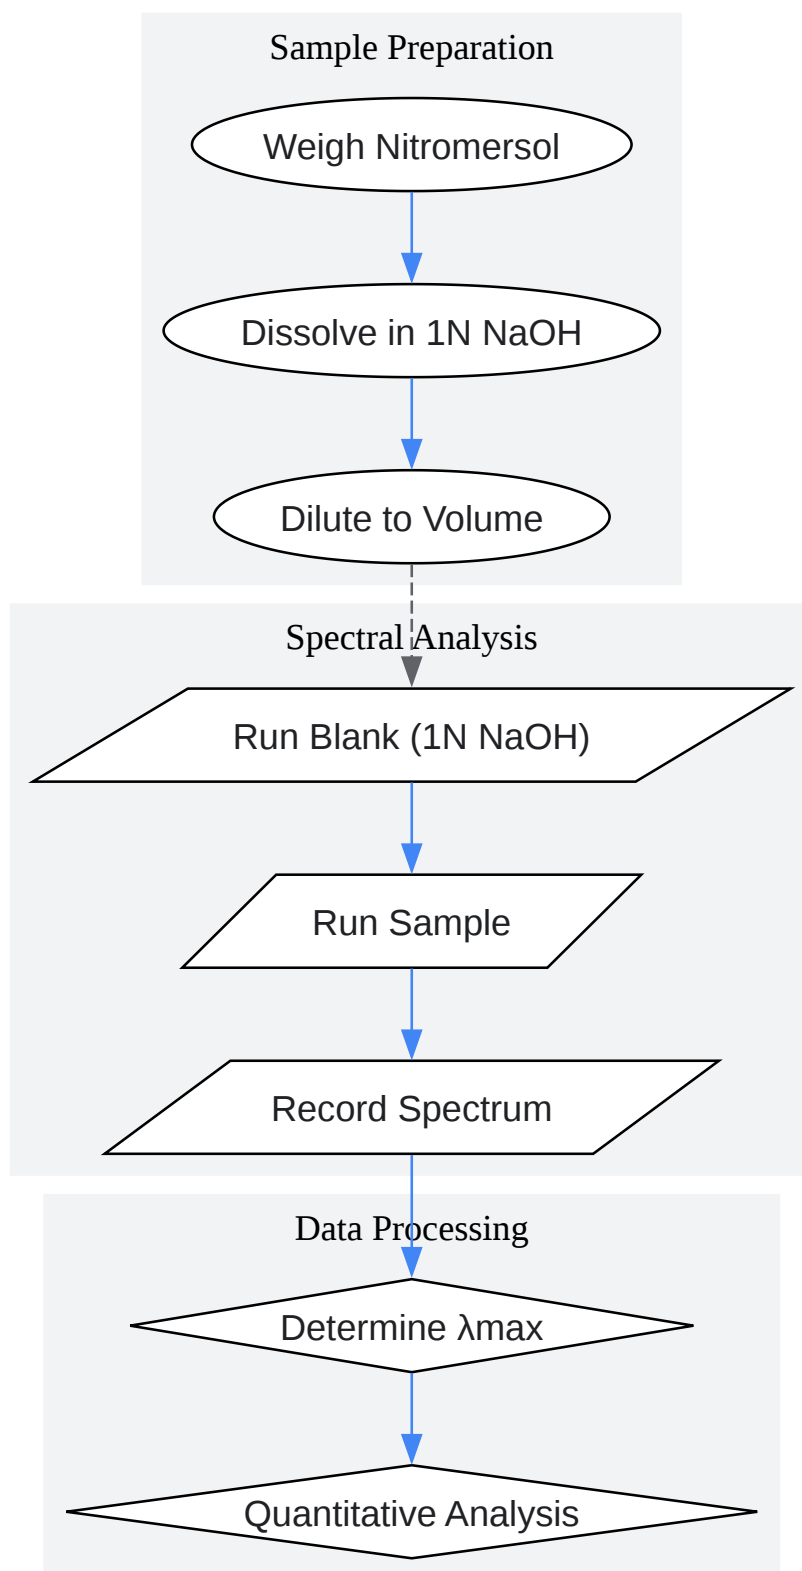 Sample Preparation
Weigh Nitromersol
Dissolve in 1N NaOH
Dilute to Volume
Spectral Analysis
Run Blank (1N NaOH)
Run Sample
Record Spectrum
Data Processing
Determine λmax
Quantitative Analysis